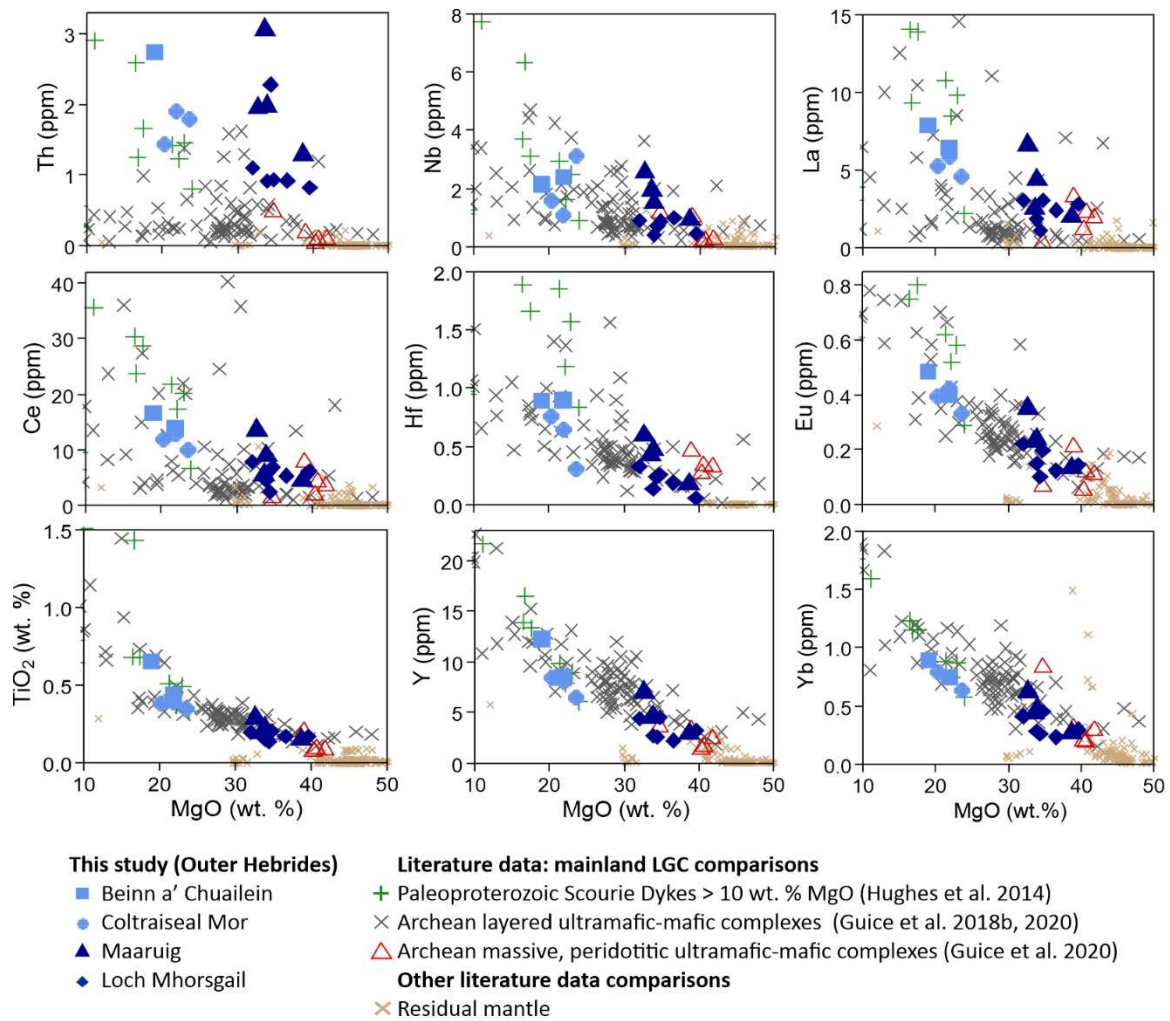 3
2
1
0
Th (ppm)
8
6
4
2
0
Nb (ppm)
15
10
5
0
La (ppm)
40
30
20
10
0
Ce (ppm)
2.0
1.5
1.0
0.5
0.0
Hf (ppm)
0.8
0.6
0.4
0.2
0.0
Eu (ppm)
1.5
1.0
0.5
0.0
TiO2 (wt. %)
10 20 30 40 50
MgO (wt. %)
25
20
15
10
5
0
Y (ppm)
10 20 30 40 50
MgO (wt. %)
2.0
1.5
1.0
0.5
0.0
Yb (ppm)
10 20 30 40 50
MgO (wt.%)
This study (Outer Hebrides)
Beinn a' Chuailein
Coltraiseal Mor
Maaruig
Loch Mhorsgail
Literature data: mainland LGC comparisons
Paleoproterozoic Scourie Dykes > 10 wt. % MgO (Hughes et al. 2014)
Archean layered ultramafic-mafic complexes (Guice et al. 2018b, 2020)
Archean massive, peridotitic ultramafic-mafic complexes (Guice et al. 2020)
Other literature data comparisons
Residual mantle